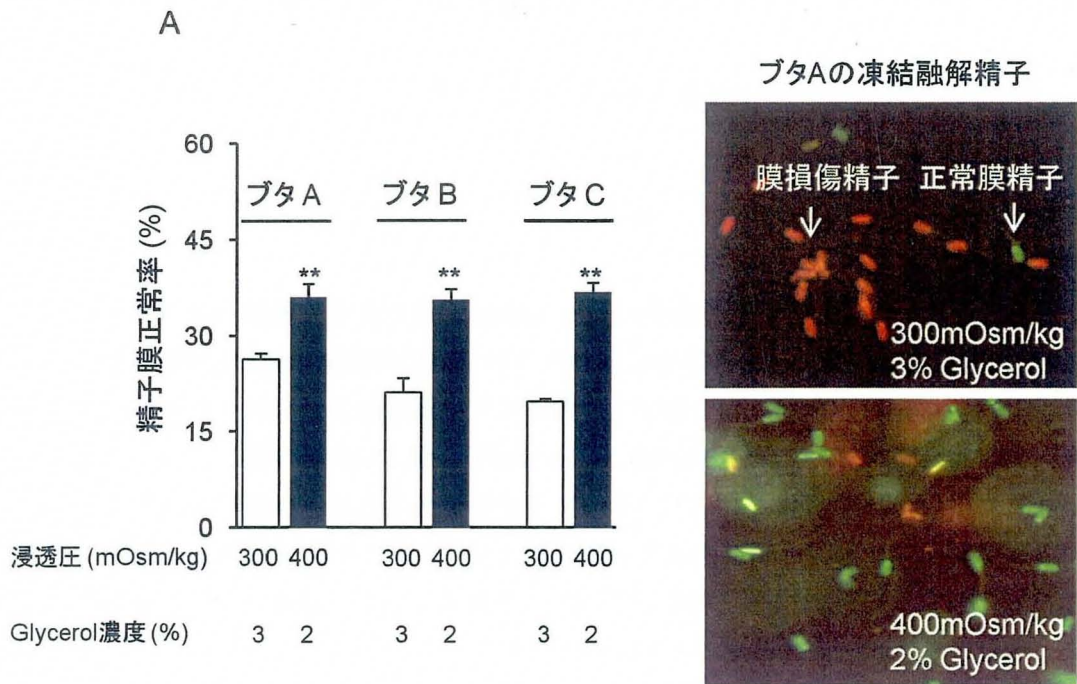 A
ブタAの凍結融解精子
精子膜正常率 (%)
60
45
30
15
0
ブタ A
ブタ B
ブタ C
**
**
**
浸透圧 (mOsm/kg)
300 400
300 400
300 400
Glycerol濃度 (%)
3 2
3 2
3 2
膜損傷精子
正常膜精子
300mOsm/kg
3% Glycerol
400mOsm/kg
2% Glycerol